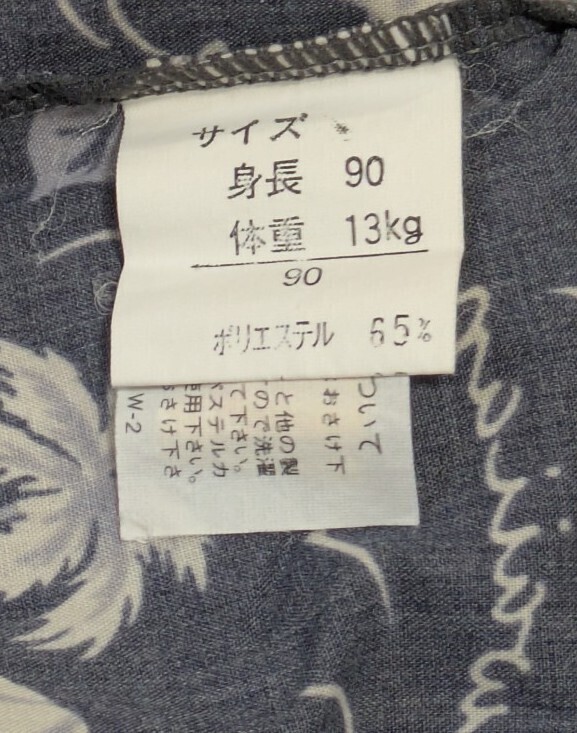 サイズ
身長 90
体重 13kg
90
ポリエステル 65%
ついて
おさけ下
と他の製
ので洗濯
て下さい。
ステルカ
用下さい。
さけ下さ
W-2